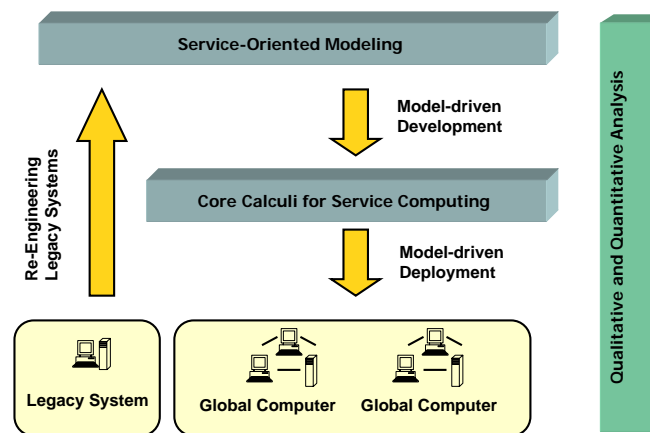 Service-Oriented Modeling
Model-driven
Development
Re-Engineering
Legacy Systems
Core Calculi for Service Computing
Model-driven
Deployment
Legacy System
Global Computer
Global Computer
Qualitative and Quantitative Analysis